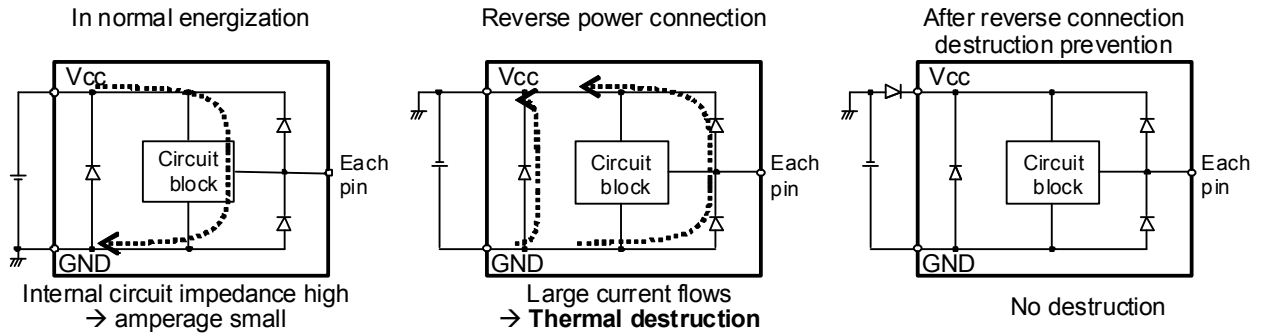 In normal energization
Vcc
Circuit
block
Each
pin
GND
Internal circuit impedance high
→ amperage small
Reverse power connection
Vcc
Circuit
block
Each
pin
GND
Large current flows
→ Thermal destruction
After reverse connection
destruction prevention
Vcc
Circuit
block
Each
pin
GND
No destruction